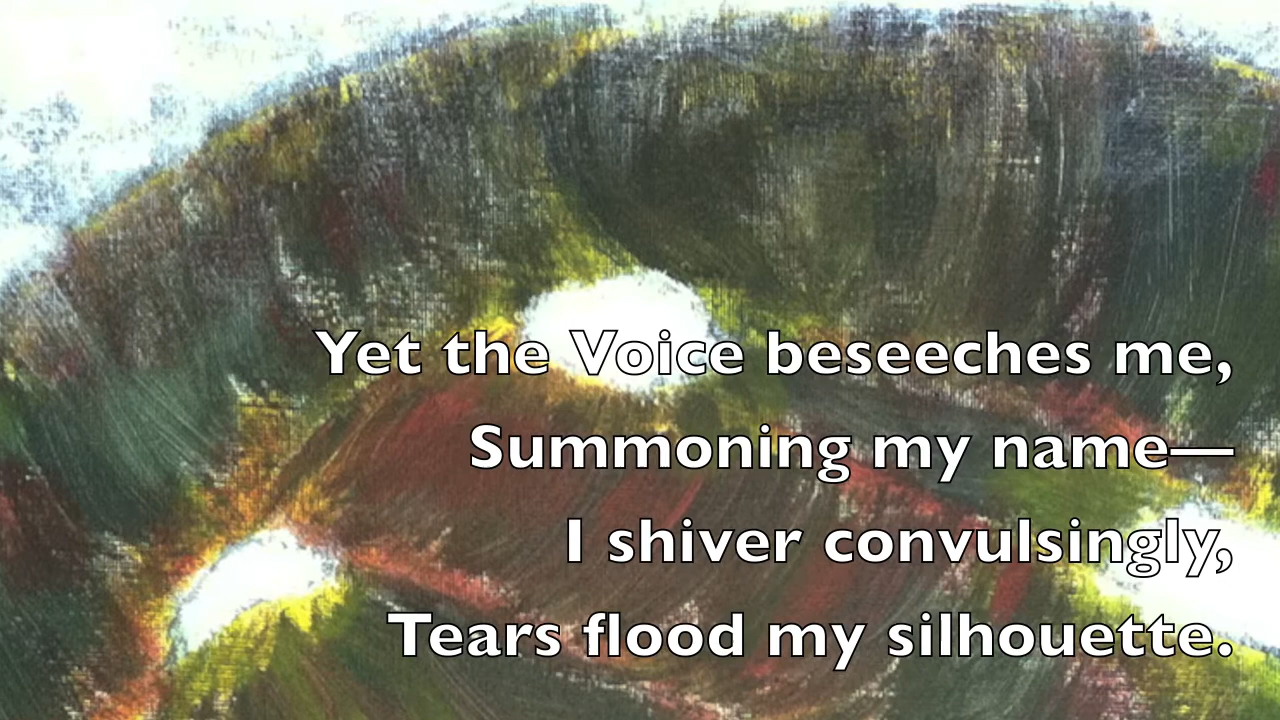 Yet the Voice beseeches me,
Summoning my name—
I shiver convulsingly,
Tears flood my silhouette.